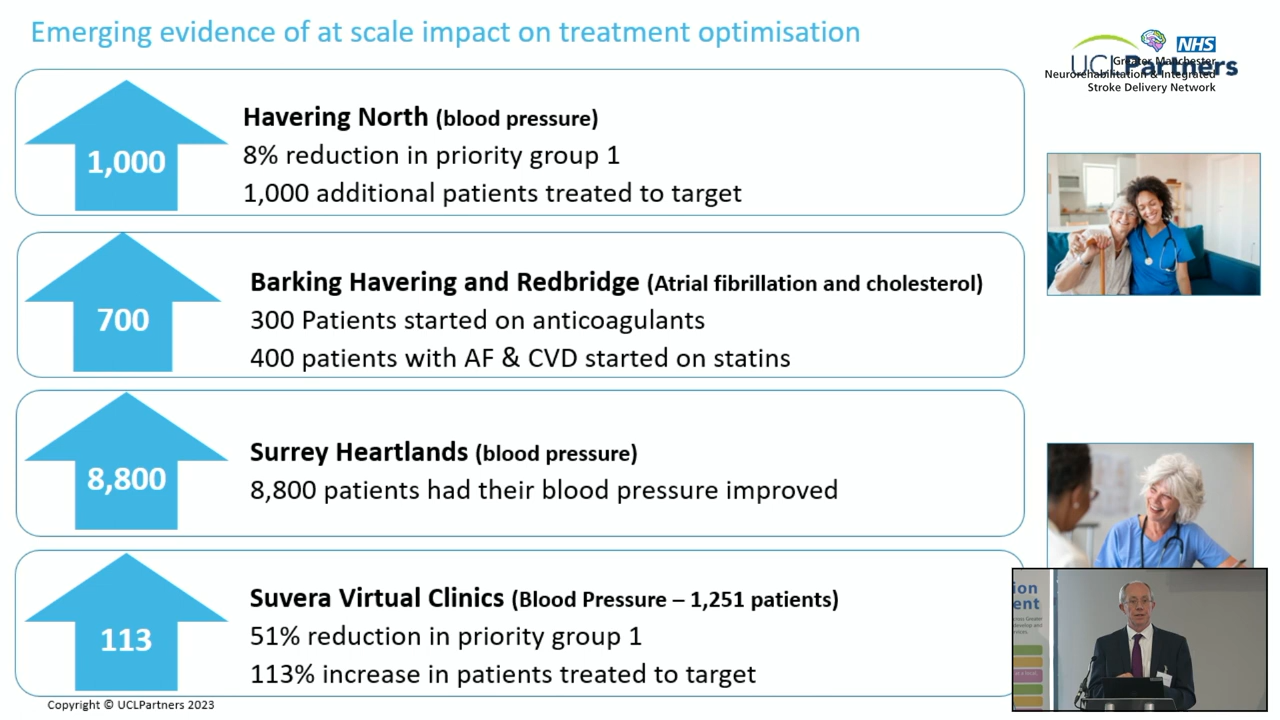 Emerging evidence of at scale impact on treatment optimisation
NHS
UCLPartners
Greater Manchester
Neurorehabilitation & Integrated
Stroke Delivery Network
1,000
Havering North (blood pressure)
8% reduction in priority group 1
1,000 additional patients treated to target
700
Barking Havering and Redbridge (Atrial fibrillation and cholesterol)
300 Patients started on anticoagulants
400 patients with AF & CVD started on statins
8,800
Surrey Heartlands (blood pressure)
8,800 patients had their blood pressure improved
113
Suvera Virtual Clinics (Blood Pressure – 1,251 patients)
51% reduction in priority group 1
113% increase in patients treated to target
ion
ent
Copyright © UCLPartners 2023